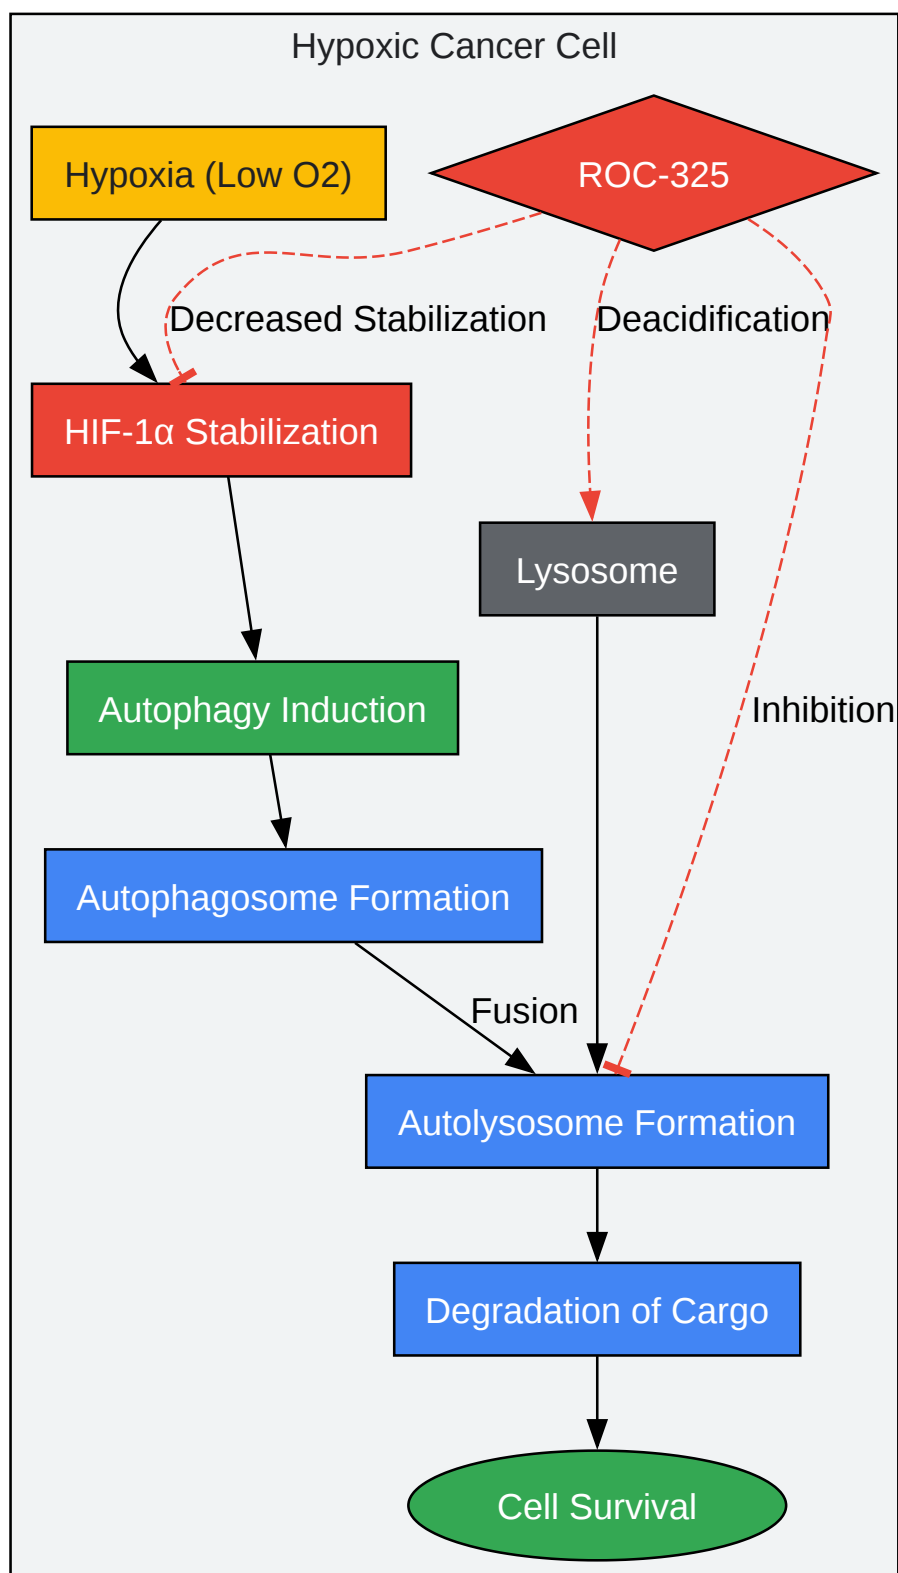 Hypoxic Cancer Cell
Hypoxia (Low O2)
ROC-325
Decreased Stabilization
Deacidification
HIF-1α Stabilization
Lysosome
Autophagy Induction
Inhibition
Autophagosome Formation
Fusion
Autolysosome Formation
Degradation of Cargo
Cell Survival